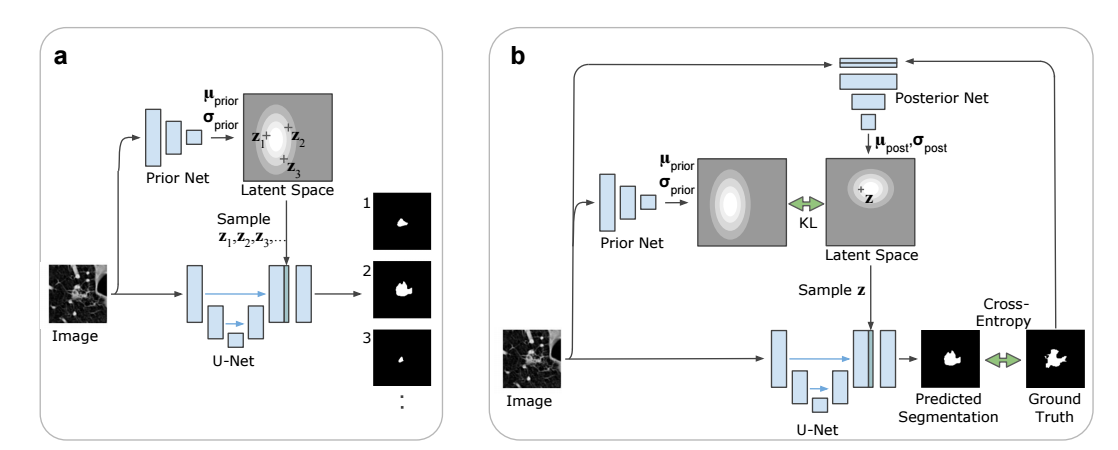 a
μprior
σprior
z1
z2
z3
Prior Net
Latent Space
Sample
z1,z2,z3,...
1
2
3
Image
U-Net
⋮
b
Posterior Net
μpost,σpost
μprior
σprior
z
KL
Prior Net
Latent Space
Sample z
Cross-
Entropy
Image
U-Net
Predicted
Segmentation
Ground
Truth